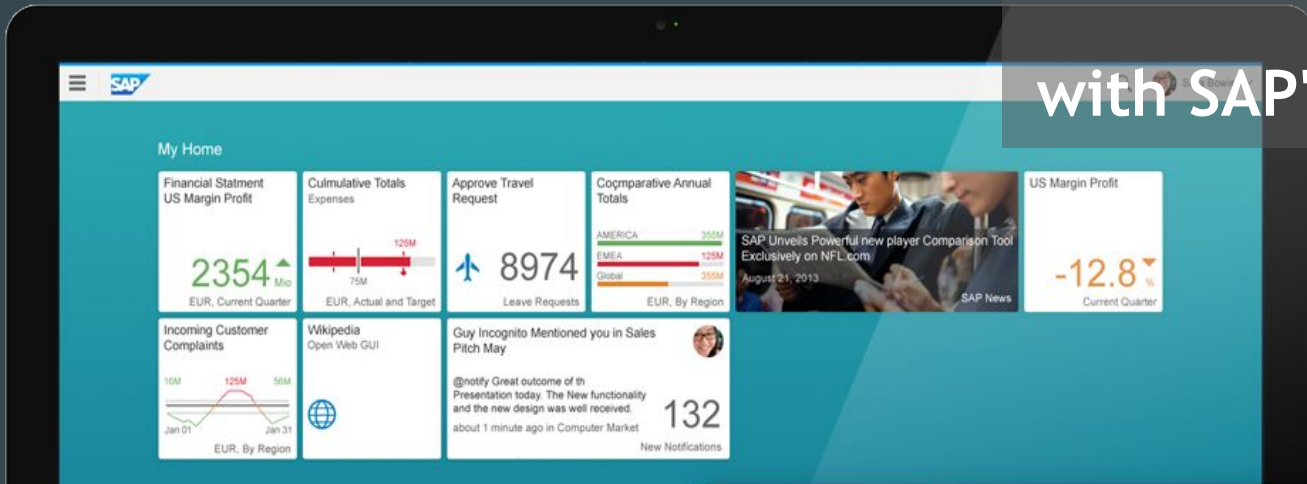 SAP
with SAP'
My Home
Financial Statment
US Margin Profit
2354
Mio
EUR, Current Quarter
Culmulative Totals
Expenses
125M
75M
EUR, Actual and Target
Approve Travel
Request
8974
Leave Requests
Coçmparative Annual
Totals
AMERICA 355M
EMEA 125M
Global 355M
EUR, By Region
SAP Unveils Powerful new player Comparison Tool
Exclusively on NFL.com
August 21, 2013
SAP News
US Margin Profit
-12.8
%
Current Quarter
Incoming Customer
Complaints
16M 125M 56M
Jan 01 Jan 31
EUR, By Region
Wikipedia
Open Web GUI
Guy Incognito Mentioned you in Sales
Pitch May
@notify Great outcome of th
Presentation today. The New functionality
and the new design was well received.
about 1 minute ago in Computer Market
132
New Notifications